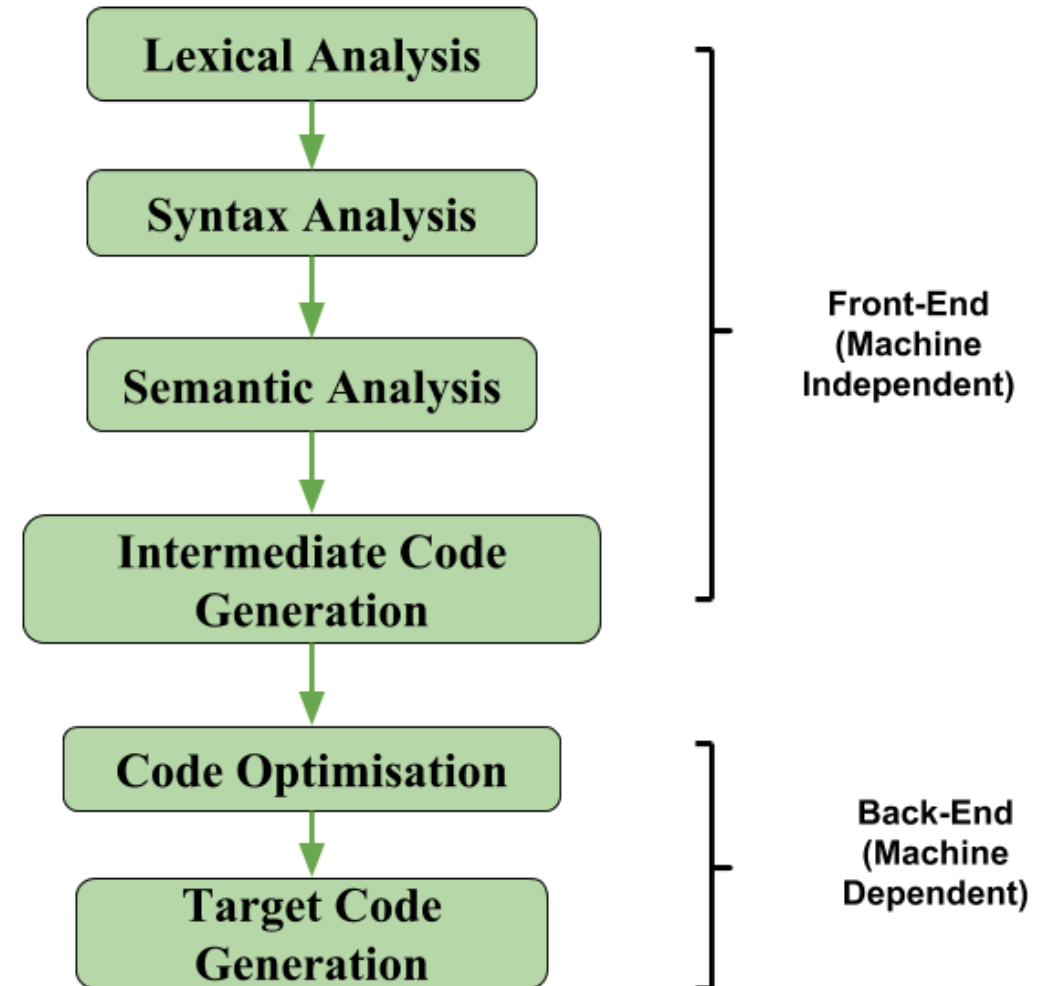 Lexical Analysis
Syntax Analysis
Semantic Analysis
Intermediate Code
Generation
Front-End
(Machine
Independent)
Code Optimisation
Target Code
Generation
Back-End
(Machine
Dependent)